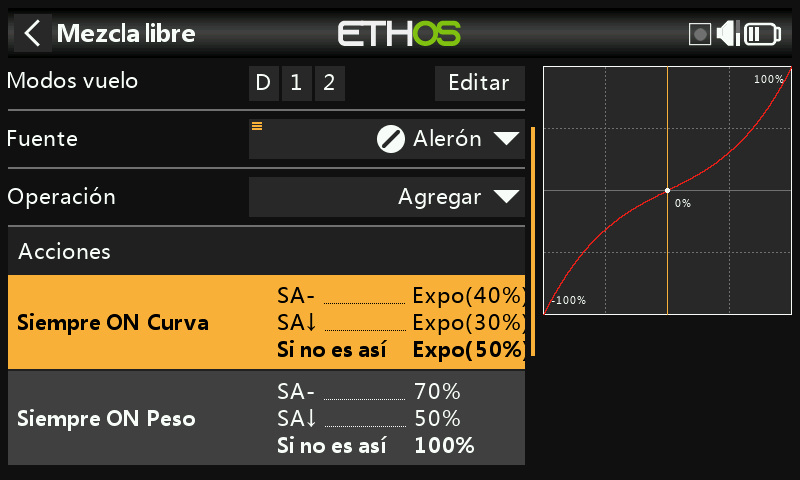 Mezcla libre
ETHOS
Modos vuelo D 1 2 Editar
Fuente Alerón
Operación Agregar
Acciones
Siempre ON Curva
SA- Expo(40%)
SA↓ Expo(30%)
Si no es así Expo(50%)
Siempre ON Peso
SA- 70%
SA↓ 50%
Si no es así 100%
100%
0%
-100%